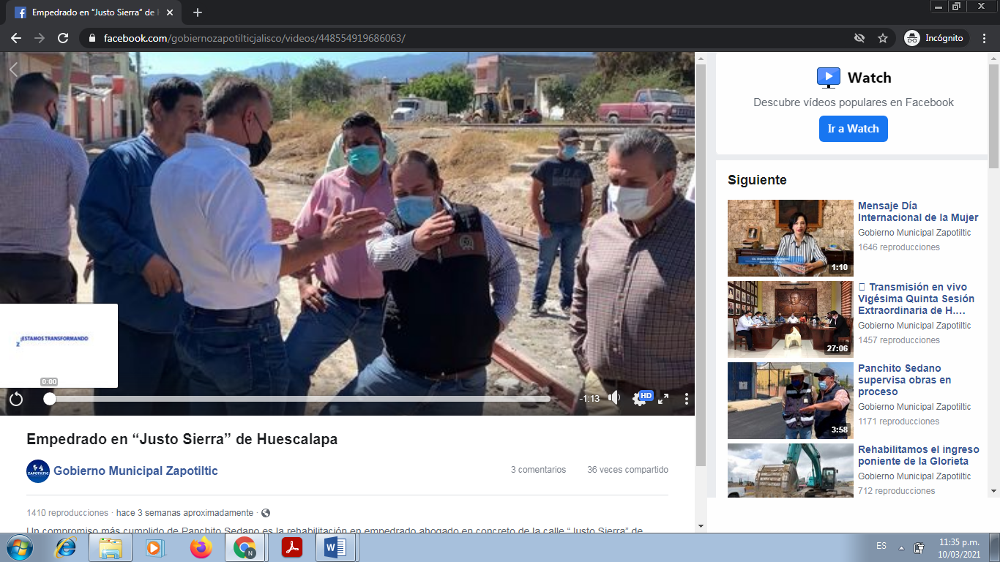 Empedrado en “Justo Sierra” de H
facebook.com/gobiernozapotilticjalisco/videos/448554919686063/
Incógnito
¡ESTAMOS TRANSFORMANDO
Z
0:00
-1:13
HD
Empedrado en “Justo Sierra” de Huescalapa
ZAPOTILTIC
Gobierno Municipal Zapotiltic
3 comentarios
36 veces compartido
1410 reproducciones · hace 3 semanas aproximadamente ·
Un compromiso más cumplido de Panchito Sedano es la rehabilitación en empedrado ahogado en concreto de la calle “Justo Sierra” de
Watch
Descubre vídeos populares en Facebook
Ir a Watch
Siguiente
1:10
Mensaje Día
Internacional de la Mujer
Gobierno Municipal Zapotiltic
1646 reproducciones
27:06
Transmisión en vivo
Vigésima Quinta Sesión
Extraordinaria de H....
Gobierno Municipal Zapotiltic
1457 reproducciones
3:58
Panchito Sedano
supervisa obras en
proceso
Gobierno Municipal Zapotiltic
1171 reproducciones
Rehabilitamos el ingreso
poniente de la Glorieta
Gobierno Municipal Zapotiltic
712 reproducciones
N
ES
11:35 p.m.
10/03/2021